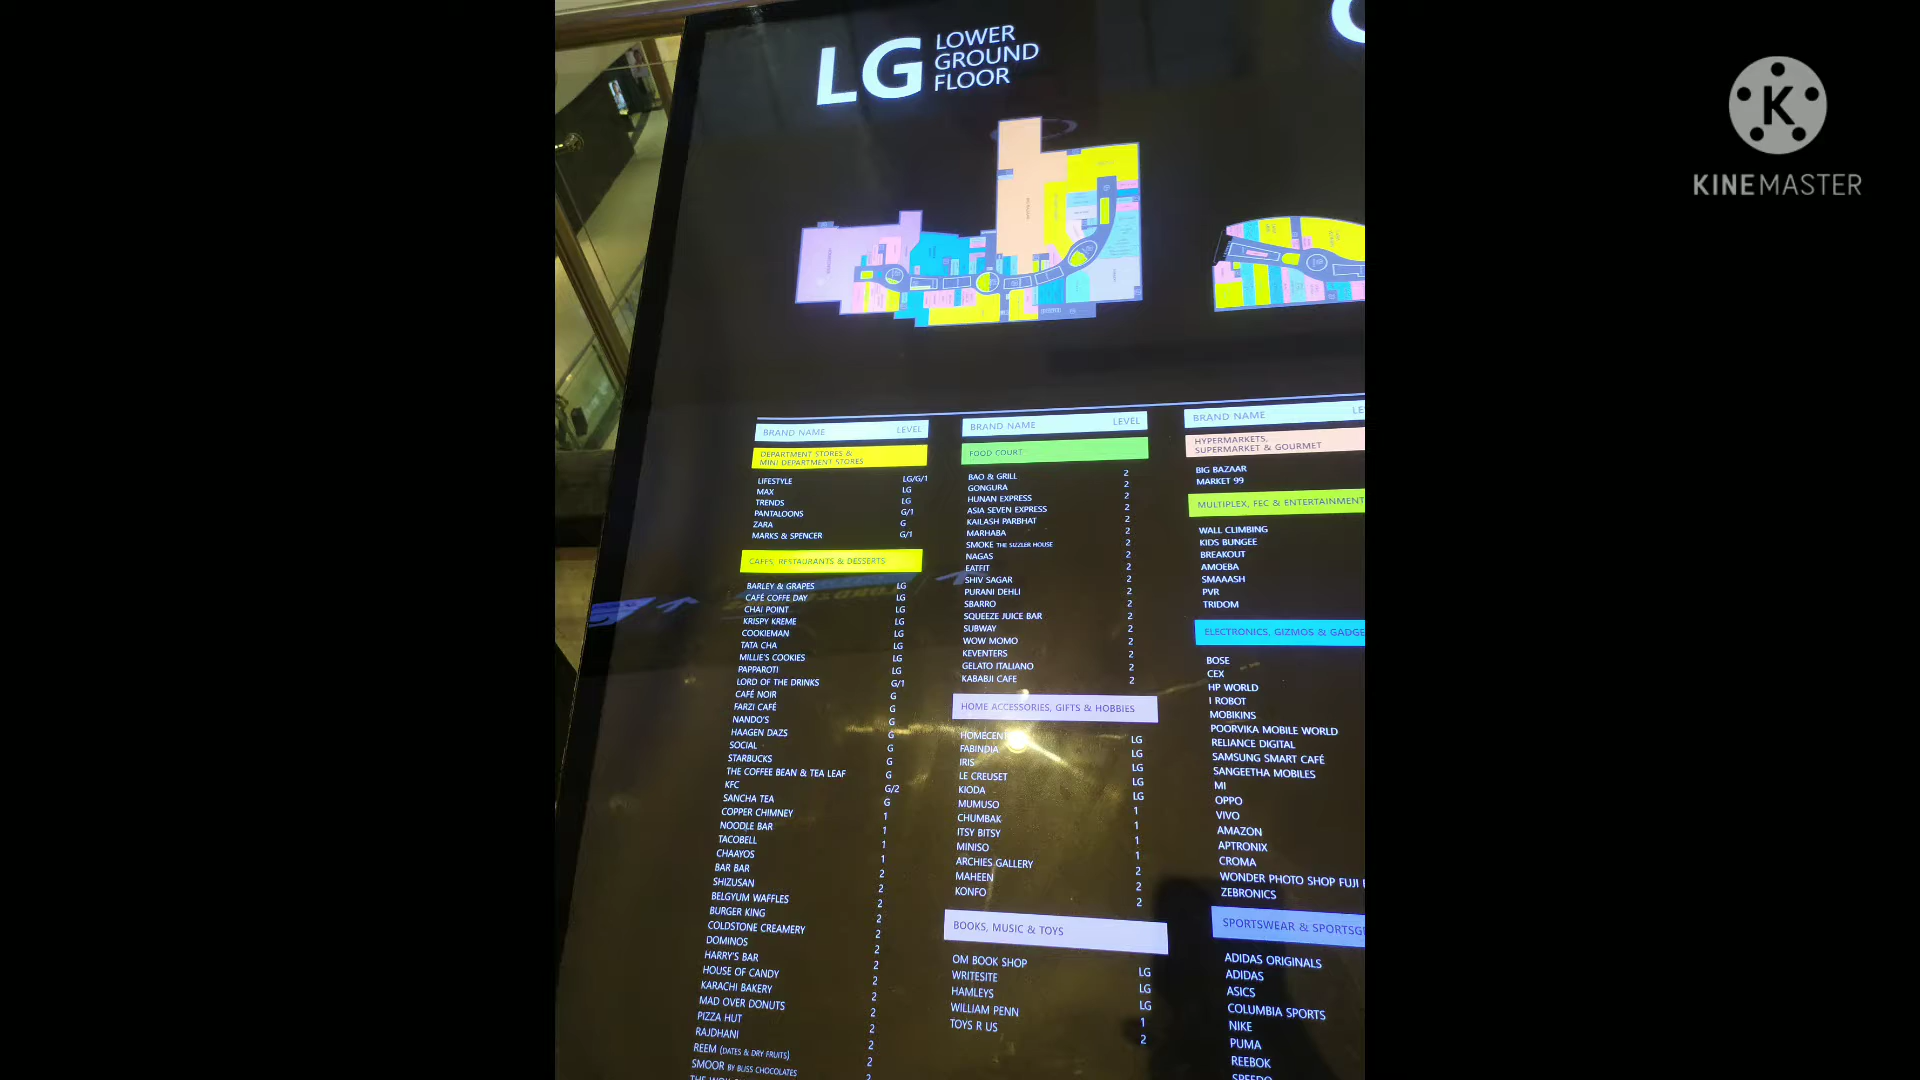 LG LOWER
GROUND
FLOOR
KINEMASTER
BRAND NAME LEVEL
DEPARTMENT STORES &
MINI DEPARTMENT STORES
LIFESTYLE LG/G/1
MAX LG
TRENDS LG
PANTALOONS G/1
ZARA G
MARKS & SPENCER G/1
CAFES, RESTAURANTS & DESSERTS
BARLEY & GRAPES LG
CAFÉ COFFE DAY LG
CHAI POINT LG
KRISPY KREME LG
COOKIEMAN LG
TATA CHA LG
MILLIE'S COOKIES LG
PAPPAROTI LG
LORD OF THE DRINKS G/1
CAFÉ NOIR G
FARZI CAFÉ G
NANDO'S G
HAAGEN DAZS G
SOCIAL G
STARBUCKS G
THE COFFEE BEAN & TEA LEAF G
KFC G/2
SANCHA TEA G
COPPER CHIMNEY 1
NOODLE BAR 1
TACOBELL 1
CHAAYOS 1
BAR BAR 2
SHIZUSAN 2
BELGYUM WAFFLES 2
BURGER KING 2
COLDSTONE CREAMERY 2
DOMINOS 2
HARRY'S BAR 2
HOUSE OF CANDY 2
KARACHI BAKERY 2
MAD OVER DONUTS 2
PIZZA HUT 2
RAJDHANI 2
REEM (DATES & DRY FRUITS) 2
SMOOR BY BLISS CHOCOLATES 2
BRAND NAME LEVEL
FOOD COURT
BAO & GRILL 2
GONGURA 2
HUNAN EXPRESS 2
ASIA SEVEN EXPRESS 2
KAILASH PARBHAT 2
MARHABA 2
SMOKE THE SIZZLER HOUSE 2
NAGAS 2
EATFIT 2
SHIV SAGAR 2
PURANI DEHLI 2
SBARRO 2
SQUEEZE JUICE BAR 2
SUBWAY 2
WOW MOMO 2
KEVENTERS 2
GELATO ITALIANO 2
KABABJI CAFE 2
HOME ACCESSORIES, GIFTS & HOBBIES
HOMECEN LG
FABINDIA LG
IRIS LG
LE CREUSET LG
KIODA LG
MUMUSO 1
CHUMBAK 1
ITSY BITSY 1
MINISO 1
ARCHIES GALLERY 2
MAHEEN 2
KONFO 2
BOOKS, MUSIC & TOYS
OM BOOK SHOP LG
WRITESITE LG
HAMLEYS LG
WILLIAM PENN 1
TOYS R US 2
BRAND NAME LE
HYPERMARKETS,
SUPERMARKET & GOURMET
BIG BAZAAR
MARKET 99
MULTIPLEX, FEC & ENTERTAINMENT
WALL CLIMBING
KIDS BUNGEE
BREAKOUT
AMOEBA
SMAAASH
PVR
TRIDOM
ELECTRONICS, GIZMOS & GADGE
BOSE
CEX
HP WORLD
I ROBOT
MOBIKINS
POORVIKA MOBILE WORLD
RELIANCE DIGITAL
SAMSUNG SMART CAFÉ
SANGEETHA MOBILES
MI
OPPO
VIVO
AMAZON
APTRONIX
CROMA
WONDER PHOTO SHOP FUJI
ZEBRONICS
SPORTSWEAR & SPORTSG
ADIDAS ORIGINALS
ADIDAS
ASICS
COLUMBIA SPORTS
NIKE
PUMA
REEBOK
SPEEDO